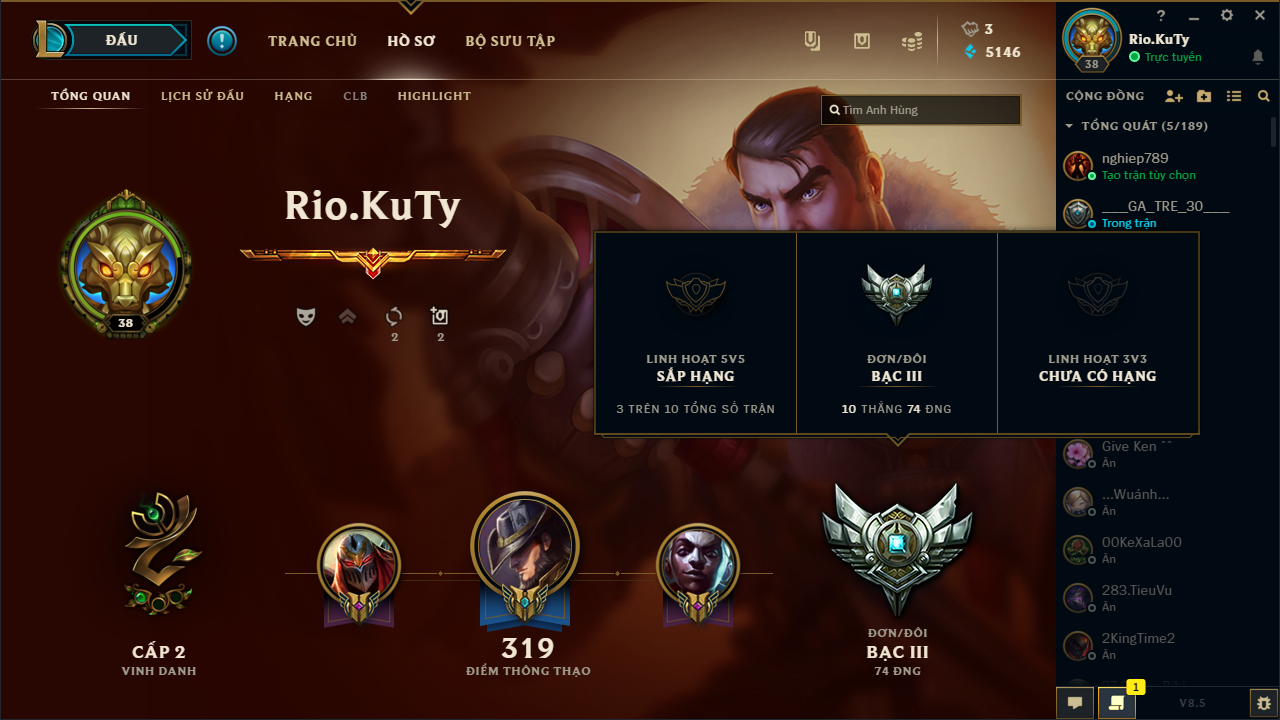 ĐẤU
!
TRANG CHỦ
HỒ SƠ
BỘ SƯU TẬP
3
5146
?
Rio.KuTy
Trực tuyến
38
TỔNG QUAN
LỊCH SỬ ĐẤU
HẠNG
CLB
HIGHLIGHT
Tìm Anh Hùng
CỘNG ĐỒNG
TỔNG QUÁT (5/189)
nghiep789
Tạo trận tùy chọn
____GA_TRE_30____
Trong trận
Rio.KuTy
38
2
2
LINH HOẠT 5V5
SẮP HẠNG
3 TRÊN 10 TỔNG SỐ TRẬN
ĐƠN/ĐÔI
BẠC III
10 THẮNG 74 ĐNG
LINH HOẠT 3V3
CHƯA CÓ HẠNG
Give Ken ˆˆ
Ẩn
...Wuánh...
Ẩn
00KeXaLa00
Ẩn
283.TieuVu
Ẩn
2KingTime2
Ẩn
CẤP 2
VINH DANH
319
ĐIỂM THÔNG THẠO
ĐƠN/ĐÔI
BẠC III
74 ĐNG
1
V8.5